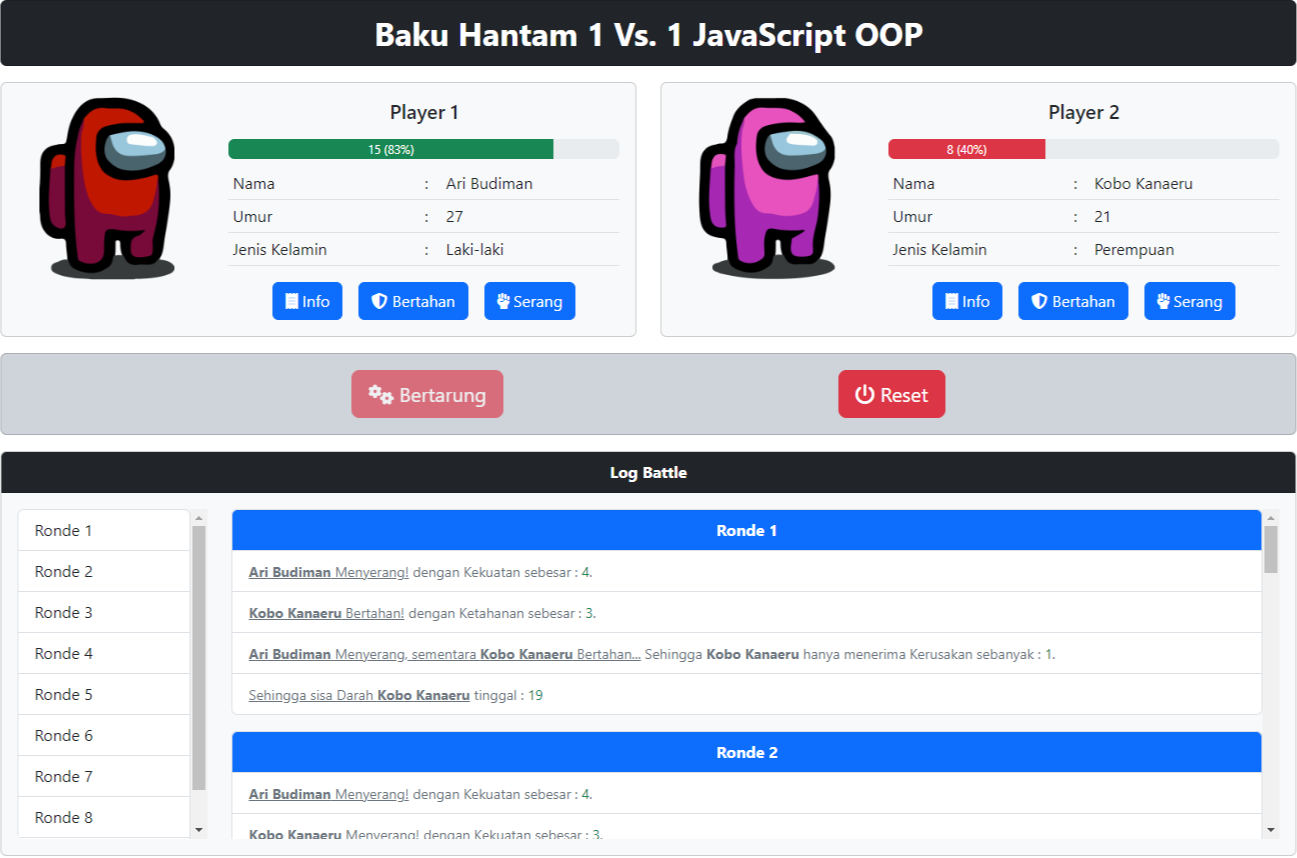 Baku Hantam 1 Vs. 1 JavaScript OOP
Player 1
15 (83%)
Nama : Ari Budiman
Umur : 27
Jenis Kelamin : Laki-laki
Info Bertahan Serang
Player 2
8 (40%)
Nama : Kobo Kanaeru
Umur : 21
Jenis Kelamin : Perempuan
Info Bertahan Serang
Bertarung Reset
Log Battle
Ronde 1
Ronde 2
Ronde 3
Ronde 4
Ronde 5
Ronde 6
Ronde 7
Ronde 8
Ronde 1
Ari Budiman Menyerang! dengan Kekuatan sebesar : 4.
Kobo Kanaeru Bertahan! dengan Ketahanan sebesar : 3.
Ari Budiman Menyerang, sementara Kobo Kanaeru Bertahan... Sehingga Kobo Kanaeru hanya menerima Kerusakan sebanyak : 1.
Sehingga sisa Darah Kobo Kanaeru tinggal : 19
Ronde 2
Ari Budiman Menyerang! dengan Kekuatan sebesar : 4.
Kobo Kanaeru Menyerang! dengan Kekuatan sebesar : 3.